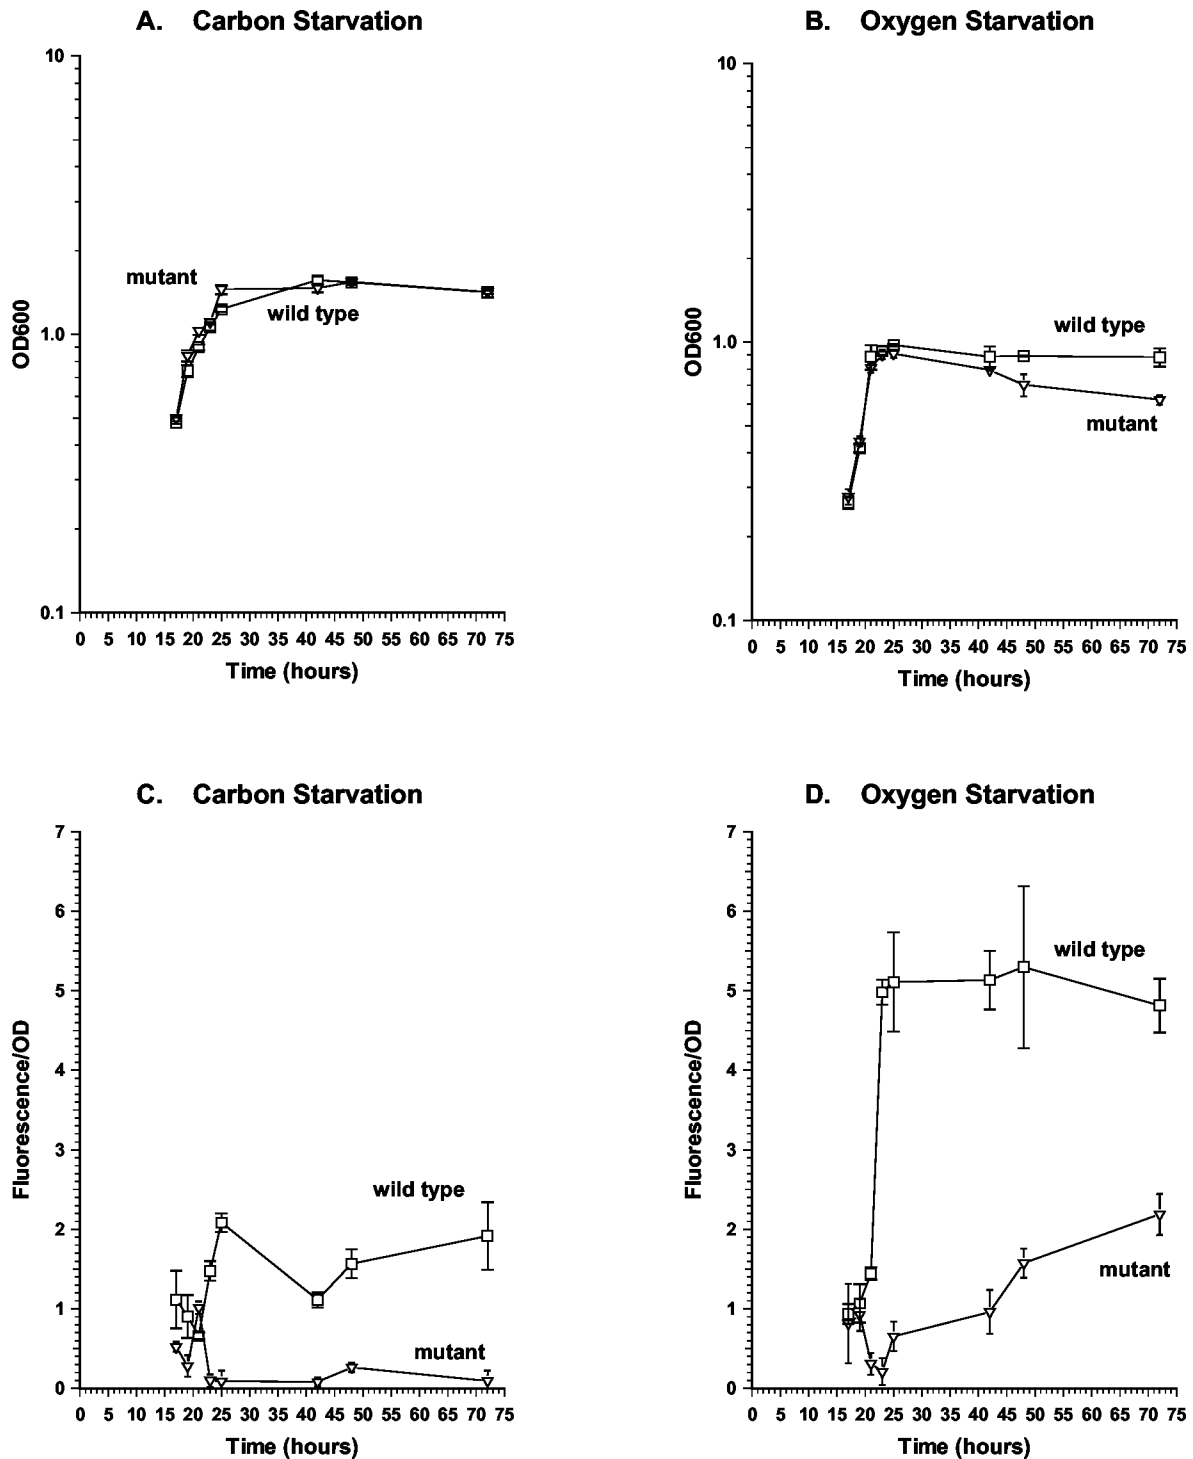 A. Carbon Starvation
10
1.0
0.1
OD600
mutant
wild type
0 5 10 15 20 25 30 35 40 45 50 55 60 65 70 75
Time (hours)
B. Oxygen Starvation
10
1.0
0.1
OD600
wild type
mutant
0 5 10 15 20 25 30 35 40 45 50 55 60 65 70 75
Time (hours)
C. Carbon Starvation
7
6
5
4
3
2
1
0
Fluorescence/OD
wild type
mutant
0 5 10 15 20 25 30 35 40 45 50 55 60 65 70 75
Time (hours)
D. Oxygen Starvation
7
6
5
4
3
2
1
0
Fluorescence/OD
wild type
mutant
0 5 10 15 20 25 30 35 40 45 50 55 60 65 70 75
Time (hours)